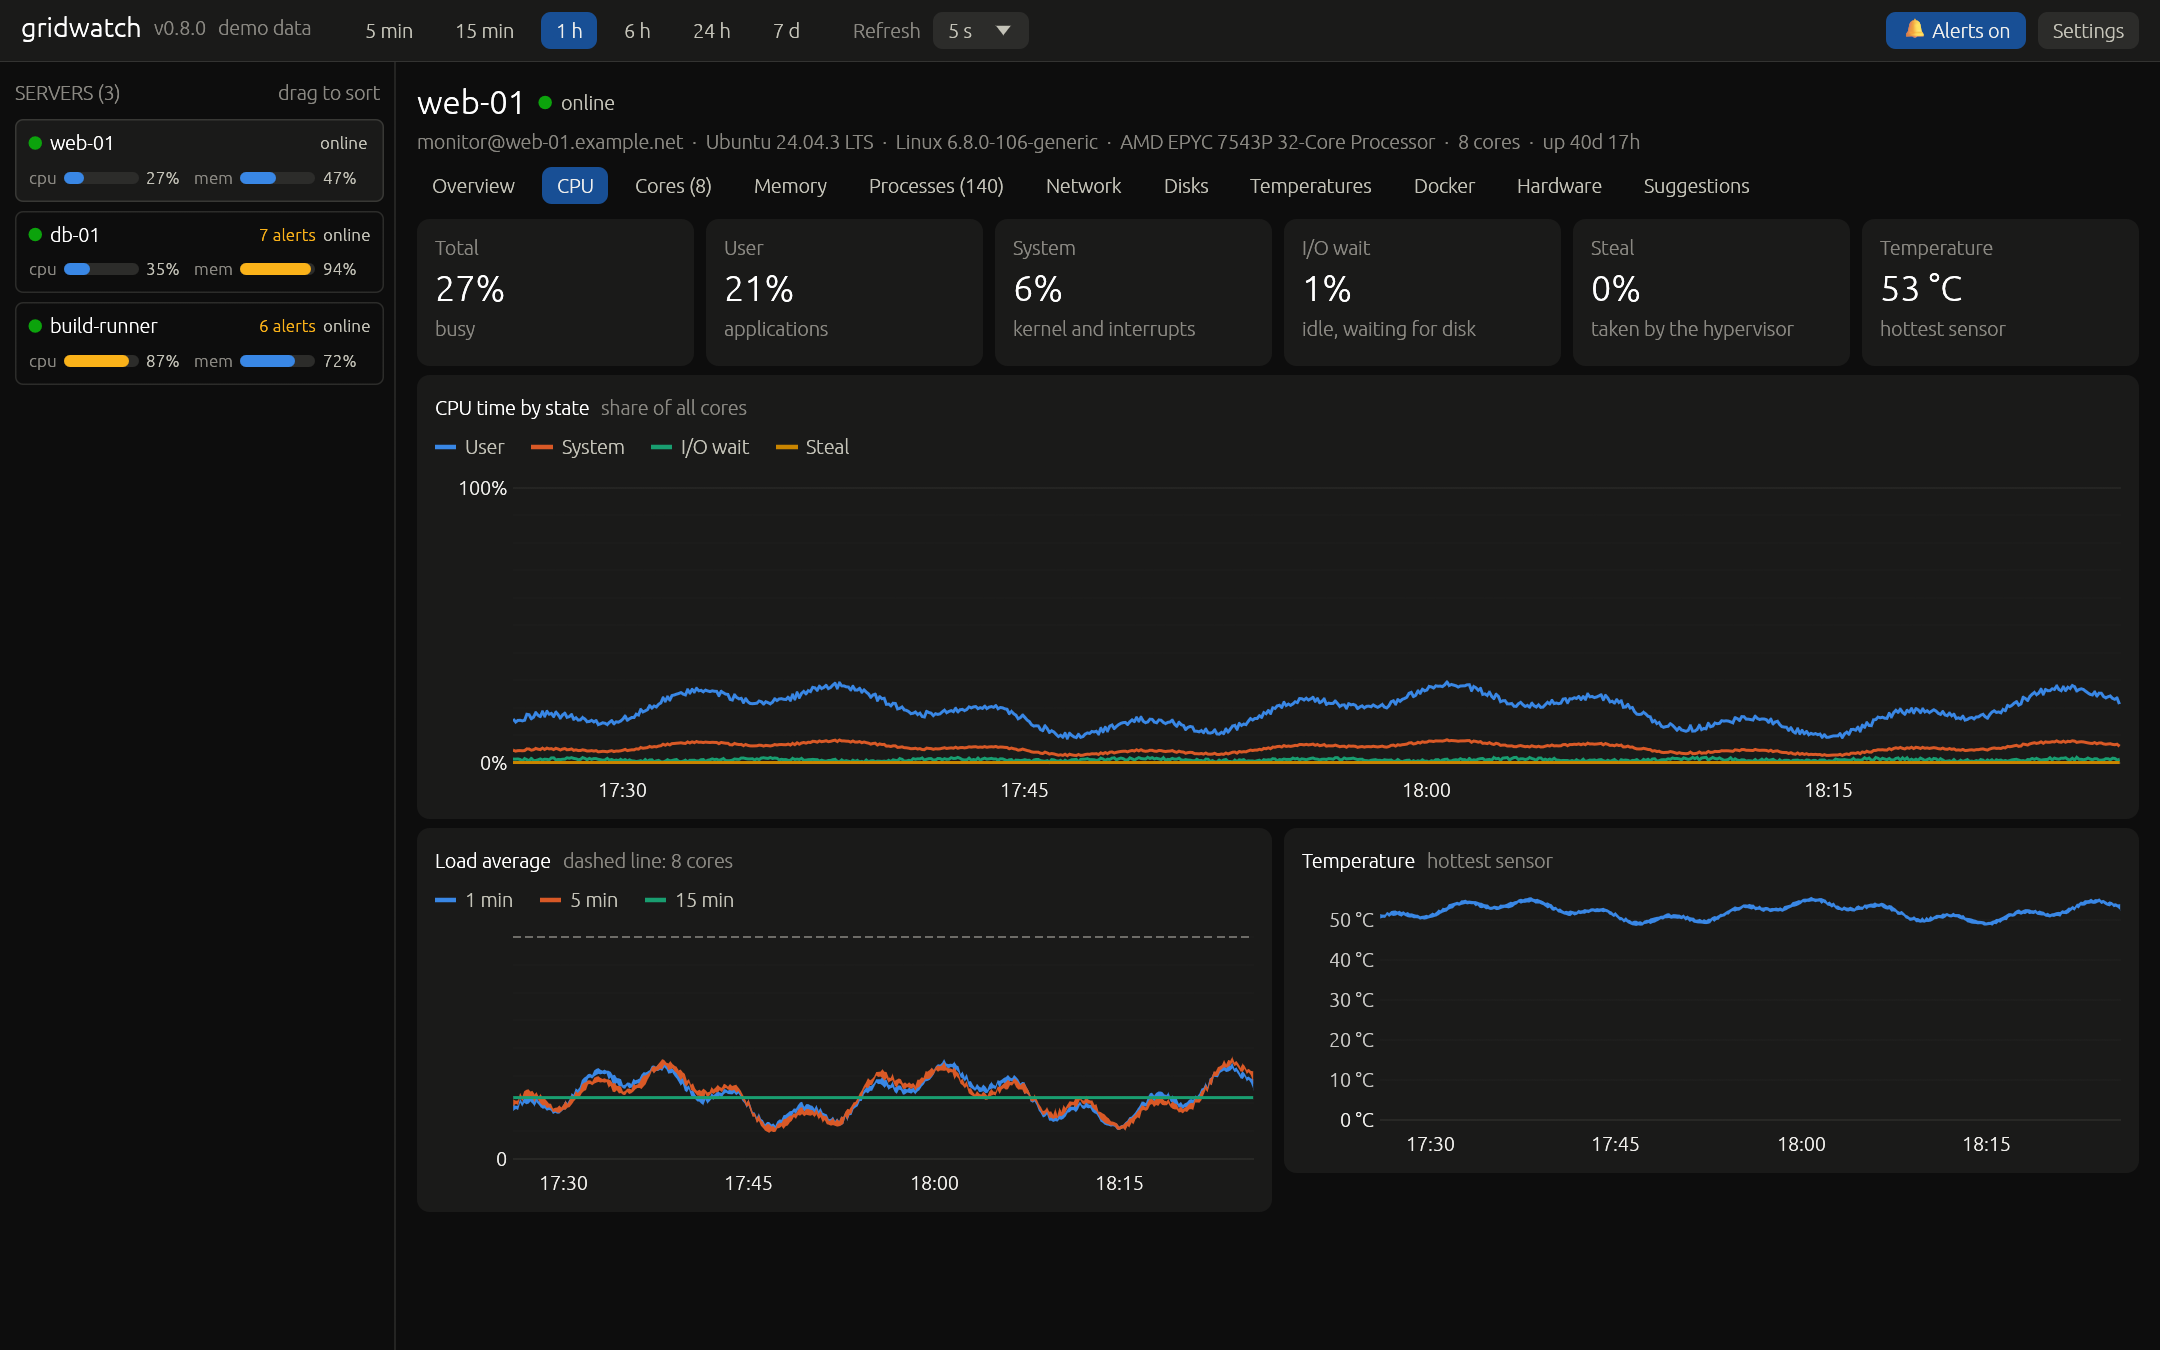 gridwatch v0.8.0 demo data 5 min 15 min 1 h 6 h 24 h 7 d Refresh 5 s Alerts on Settings
SERVERS (3) drag to sort
web-01 online
cpu 27% mem 47%
db-01 7 alerts online
cpu 35% mem 94%
build-runner 6 alerts online
cpu 87% mem 72%
web-01 online
monitor@web-01.example.net · Ubuntu 24.04.3 LTS · Linux 6.8.0-106-generic · AMD EPYC 7543P 32-Core Processor · 8 cores · up 40d 17h
Overview CPU Cores (8) Memory Processes (140) Network Disks Temperatures Docker Hardware Suggestions
Total
27%
busy
User
21%
applications
System
6%
kernel and interrupts
I/O wait
1%
idle, waiting for disk
Steal
0%
taken by the hypervisor
Temperature
53 °C
hottest sensor
CPU time by state share of all cores
User System I/O wait Steal
100%
0%
17:30 17:45 18:00 18:15
Load average dashed line: 8 cores
1 min 5 min 15 min
0
17:30 17:45 18:00 18:15
Temperature hottest sensor
50 °C
40 °C
30 °C
20 °C
10 °C
0 °C
17:30 17:45 18:00 18:15